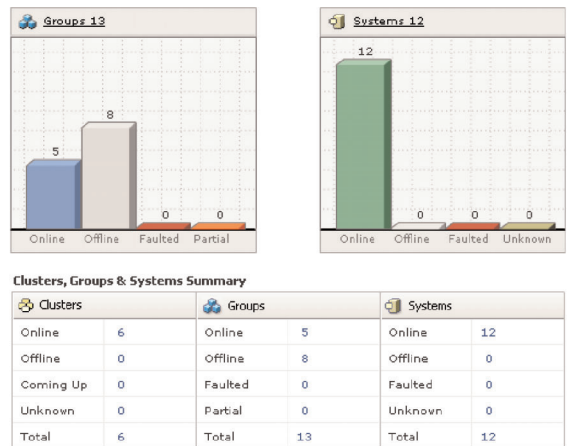 Groups 13
5
8
0
0
Online Offline Faulted Partial
Systems 12
12
0
0
0
Online Offline Faulted Unknown
Clusters, Groups & Systems Summary
Clusters Groups Systems
Online 6 Online 5 Online 12
Offline 0 Offline 8 Offline 0
Coming Up 0 Faulted 0 Faulted 0
Unknown 0 Partial 0 Unknown 0
Total 6 Total 13 Total 12